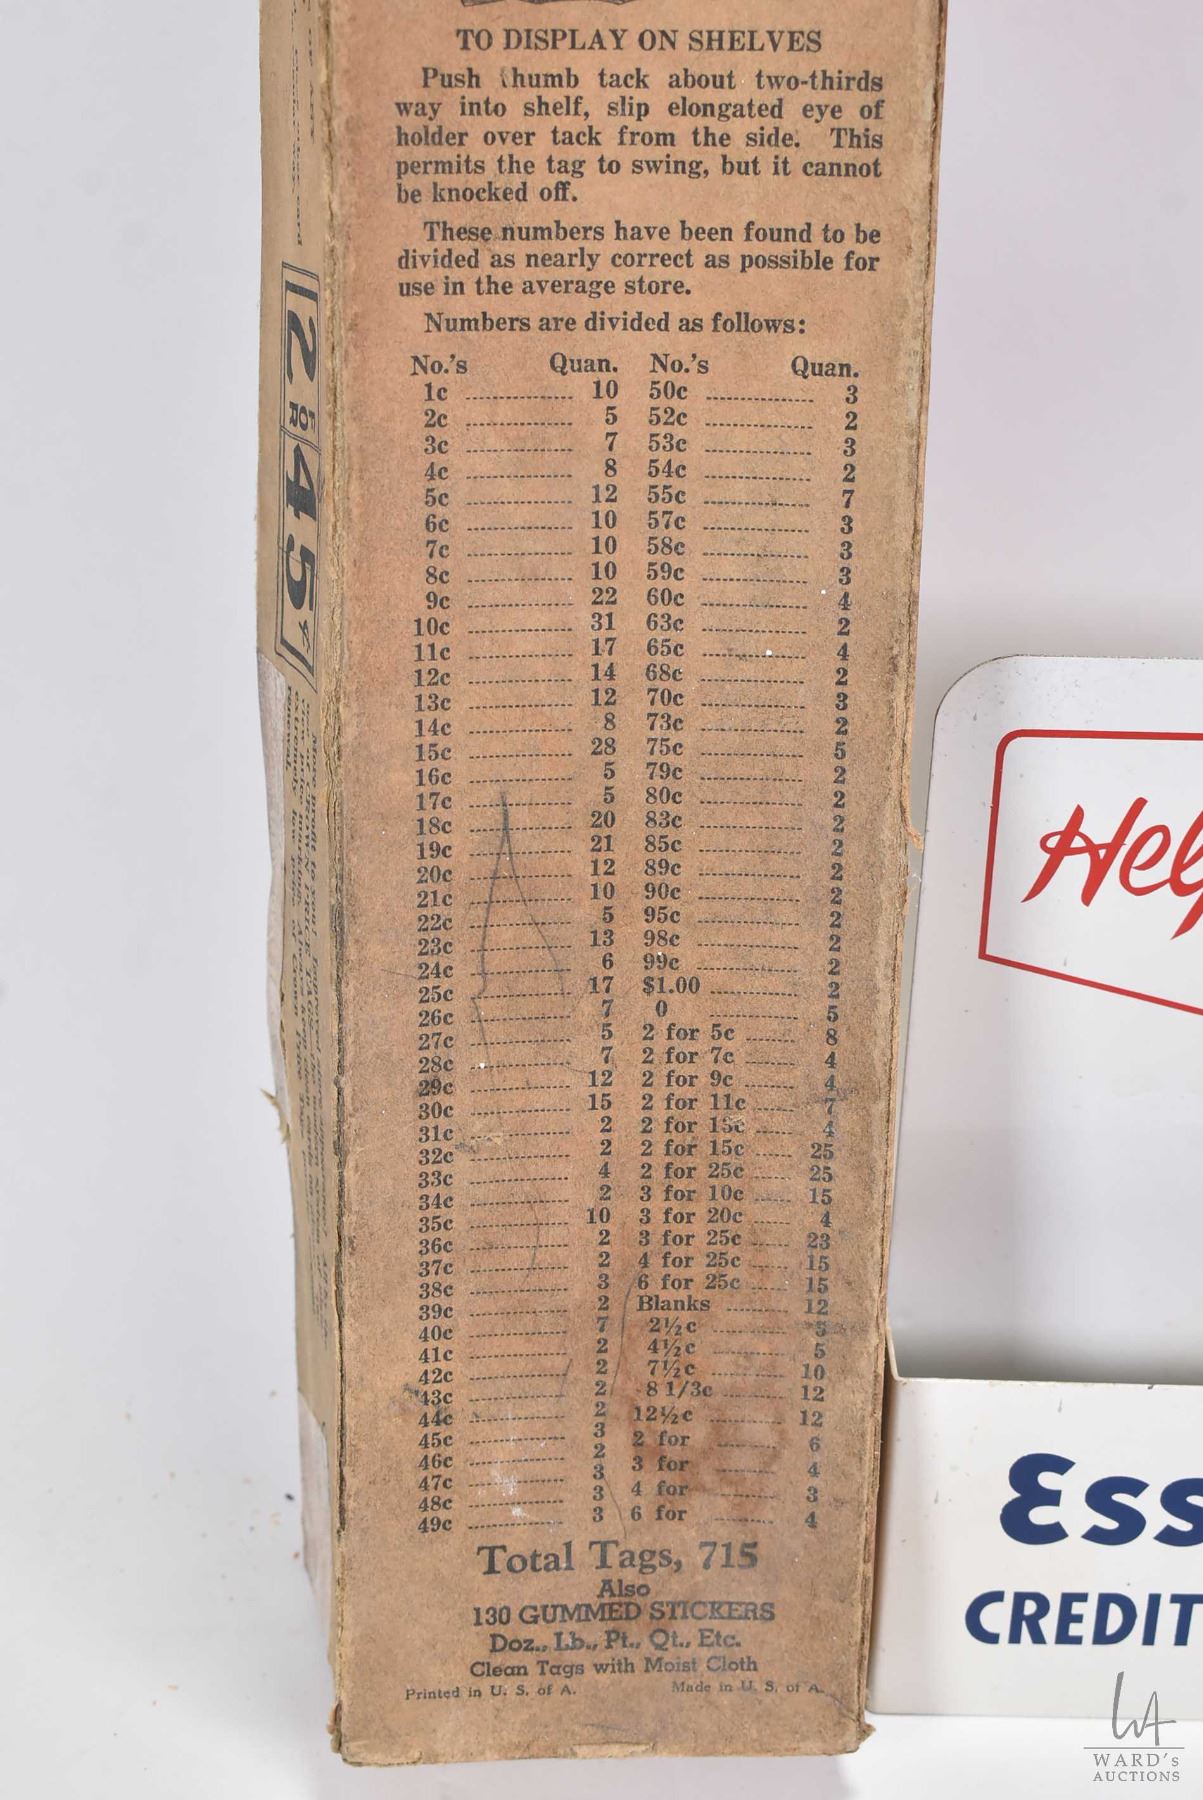 TO DISPLAY ON SHELVES
Push thumb tack about two-thirds
way into shelf, slip elongated eye of
holder over tack from the side. This
permits the tag to swing, but it cannot
be knocked off.
These numbers have been found to be
divided as nearly correct as possible for
use in the average store.
Numbers are divided as follows:
No.'s Quan. No.'s Quan.
1c 10 50c 3
2c 5 52c 2
3c 7 53c 3
4c 8 54c 2
5c 12 55c 7
6c 10 57c 3
7c 10 58c 3
8c 10 59c 3
9c 22 60c 4
10c 31 63c 2
11c 17 65c 4
12c 14 68c 2
13c 12 70c 3
14c 8 73c 2
15c 28 75c 5
16c 5 79c 2
17c 5 80c 2
18c 20 83c 2
19c 21 85c 2
20c 12 89c 2
21c 10 90c 2
22c 5 95c 2
23c 13 98c 2
24c 6 99c 2
25c 17 $1.00 2
26c 7 0 5
27c 5 2 for 5c 8
28c 7 2 for 7c 4
29c 12 2 for 9c 4
30c 15 2 for 11c 7
31c 2 2 for 13c 4
32c 2 2 for 15c 25
33c 4 2 for 25c 25
34c 2 3 for 10c 15
35c 10 3 for 20c 4
36c 2 3 for 25c 23
37c 2 4 for 25c 15
38c 3 6 for 25c 15
39c 2 Blanks 12
40c 7 2½c 5
41c 2 4½c 5
42c 2 7½c 10
43c 2 8 1/3c 12
44c 2 12½c 12
45c 3 2 for 6
46c 2 3 for 4
47c 3 4 for 3
48c 3 6 for 4
49c 3
Total Tags, 715
Also
130 GUMMED STICKERS
Doz., Lb., Pt., Qt., Etc.
Clean Tags with Moist Cloth
Printed in U. S. of A. Made in U. S. of A.
2 FOR 45¢
More profit to you!
CROWN PRICE TAGS
renewal.
Help
Ess
CREDIT
WA
WARD's
AUCTIONS